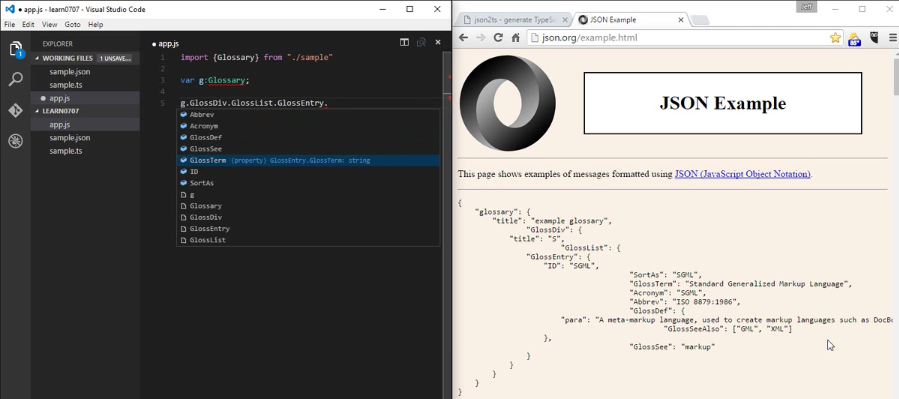 app.js - learn0707 - Visual Studio Code
File Edit View Goto Help
EXPLORER
WORKING FILES 1 UNSAVE...
sample.json
sample.ts
app.js
LEARN0707
app.js
sample.json
sample.ts
1
app.js
1 import {Glossary} from "./sample"
2
3 var g:Glossary;
4
5 g.GlossDiv.GlossList.GlossEntry.
Abbrev
Acronym
GlossDef
GlossSee
GlossTerm (property) GlossEntry.GlossTerm: string
ID
SortAs
g
Glossary
GlossDiv
GlossEntry
GlossList
Jeff
json2ts - generate TypeSc
JSON Example
json.org/example.html
JSON Example
This page shows examples of messages formatted using JSON (JavaScript Object Notation).
{
"glossary": {
"title": "example glossary",
"GlossDiv": {
"title": "S",
"GlossList": {
"GlossEntry": {
"ID": "SGML",
"SortAs": "SGML",
"GlossTerm": "Standard Generalized Markup Language",
"Acronym": "SGML",
"Abbrev": "ISO 8879:1986",
"GlossDef": {
"para": "A meta-markup language, used to create markup languages such as DocBo
"GlossSeeAlso": ["GML", "XML"]
},
"GlossSee": "markup"
}
}
}
}
}